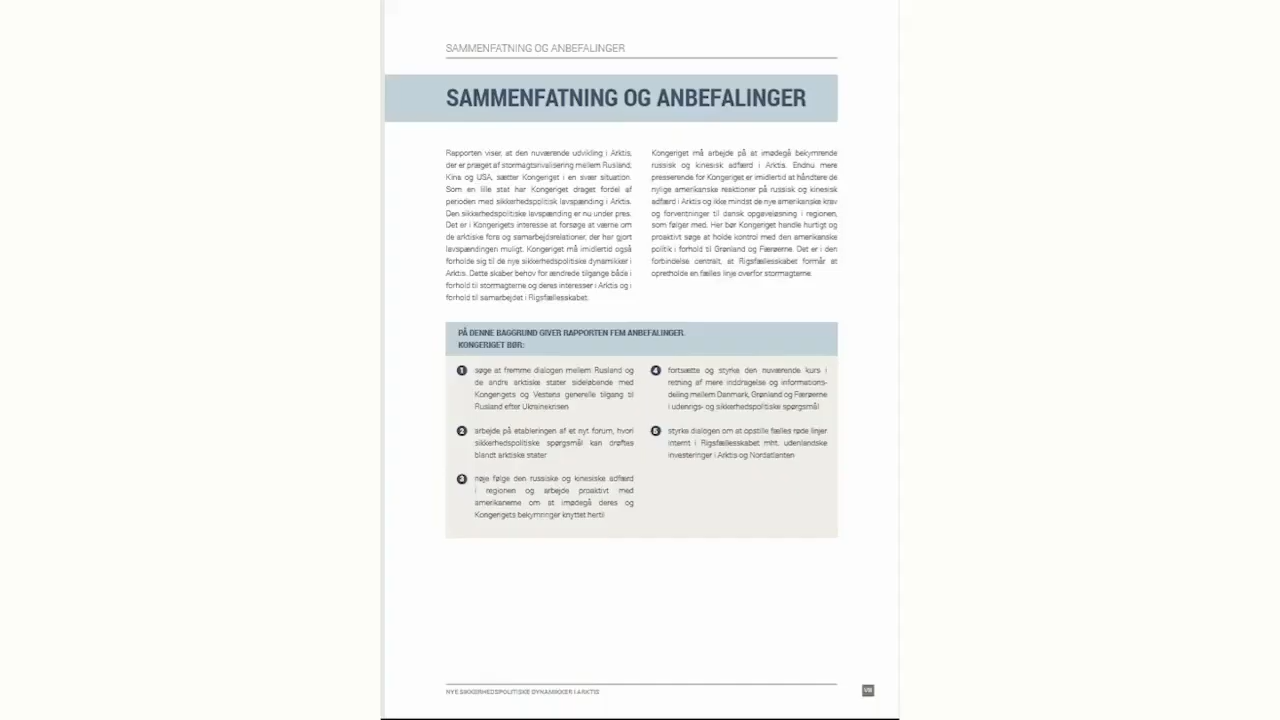 SAMMENFATNING OG ANBEFALINGER
SAMMENFATNING OG ANBEFALINGER
Rapporten viser, at den nuværende udvikling i Arktis,
der er præget af stormagtsrivalisering mellem Rusland,
Kina og USA, sætter Kongeriget i en svær situation.
Som en lille stat har Kongeriget draget fordel af
perioden med sikkerhedspolitisk lavspænding i Arktis.
Den sikkerhedspolitiske lavspænding er nu under pres.
Det er i Kongerigets interesse at forsøge at værne om
de arktiske fora og samarbejdsrelationer, der har gjort
lavspændingen muligt. Kongeriget må imidlertid også
forholde sig til de nye sikkerhedspolitiske dynamikker i
Arktis. Dette skaber behov for ændrede tilgange både i
forhold til stormagterne og deres interesser i Arktis og i
forhold til samarbejdet i Rigsfællesskabet.
Kongeriget må arbejde på at imødegå bekymrende
russisk og kinesisk adfærd i Arktis. Endnu mere
presserende for Kongeriget er imidlertid at håndtere de
nylige amerikanske reaktioner på russisk og kinesisk
adfærd i Arktis og ikke mindst de nye amerikanske krav
og forventninger til dansk opgaveløsning i regionen,
som følger med. Her bør Kongeriget handle hurtigt og
proaktivt søge at holde kontrol med den amerikanske
politik i forhold til Grønland og Færøerne. Det er i den
forbindelse centralt, at Rigsfællesskabet formår at
opretholde en fælles linje overfor stormagterne.
PÅ DENNE BAGGRUND GIVER RAPPORTEN FEM ANBEFALINGER.
KONGERIGET BØR:
1 søge at fremme dialogen mellem Rusland og
de andre arktiske stater sideløbende med
Kongerigets og Vestens generelle tilgang til
Rusland efter Ukrainekrisen
2 arbejde på etableringen af et nyt forum, hvori
sikkerhedspolitiske spørgsmål kan drøftes
blandt arktiske stater
3 nøje følge den russiske og kinesiske adfærd
i regionen og arbejde proaktivt med
amerikanerne om at imødegå deres og
Kongerigets bekymringer knyttet hertil
4 fortsætte og styrke den nuværende kurs i
retning af mere inddragelse og informations-
deling mellem Danmark, Grønland og Færøerne
i udenrigs- og sikkerhedspolitiske spørgsmål
5 styrke dialogen om at opstille fælles røde linjer
internt i Rigsfællesskabet mht. udenlandske
investeringer i Arktis og Nordatlanten
NYE SIKKERHEDSPOLITISKE DYNAMIKKER I ARKTIS